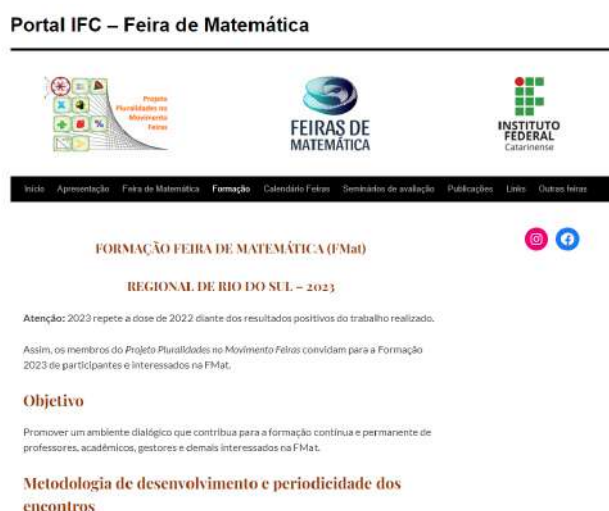 Portal IFC – Feira de Matemática
Projeto
Pluralidades no
Movimento
Feiras
FEIRAS DE
MATEMÁTICA
INSTITUTO
FEDERAL
Catarinense
Início Apresentação Feira de Matemática Formação Calendário Feiras Seminários de avaliação Publicações Links Outras feiras
FORMAÇÃO FEIRA DE MATEMÁTICA (FMat)
REGIONAL DE RIO DO SUL – 2023
Atenção: 2023 repete a dose de 2022 diante dos resultados positivos do trabalho realizado.
Assim, os membros do Projeto Pluralidades no Movimento Feiras convidam para a Formação
2023 de participantes e interessados na FMat.
Objetivo
Promover um ambiente dialógico que contribua para a formação contínua e permanente de
professores, acadêmicos, gestores e demais interessados na FMat.
Metodologia de desenvolvimento e periodicidade dos
encontros